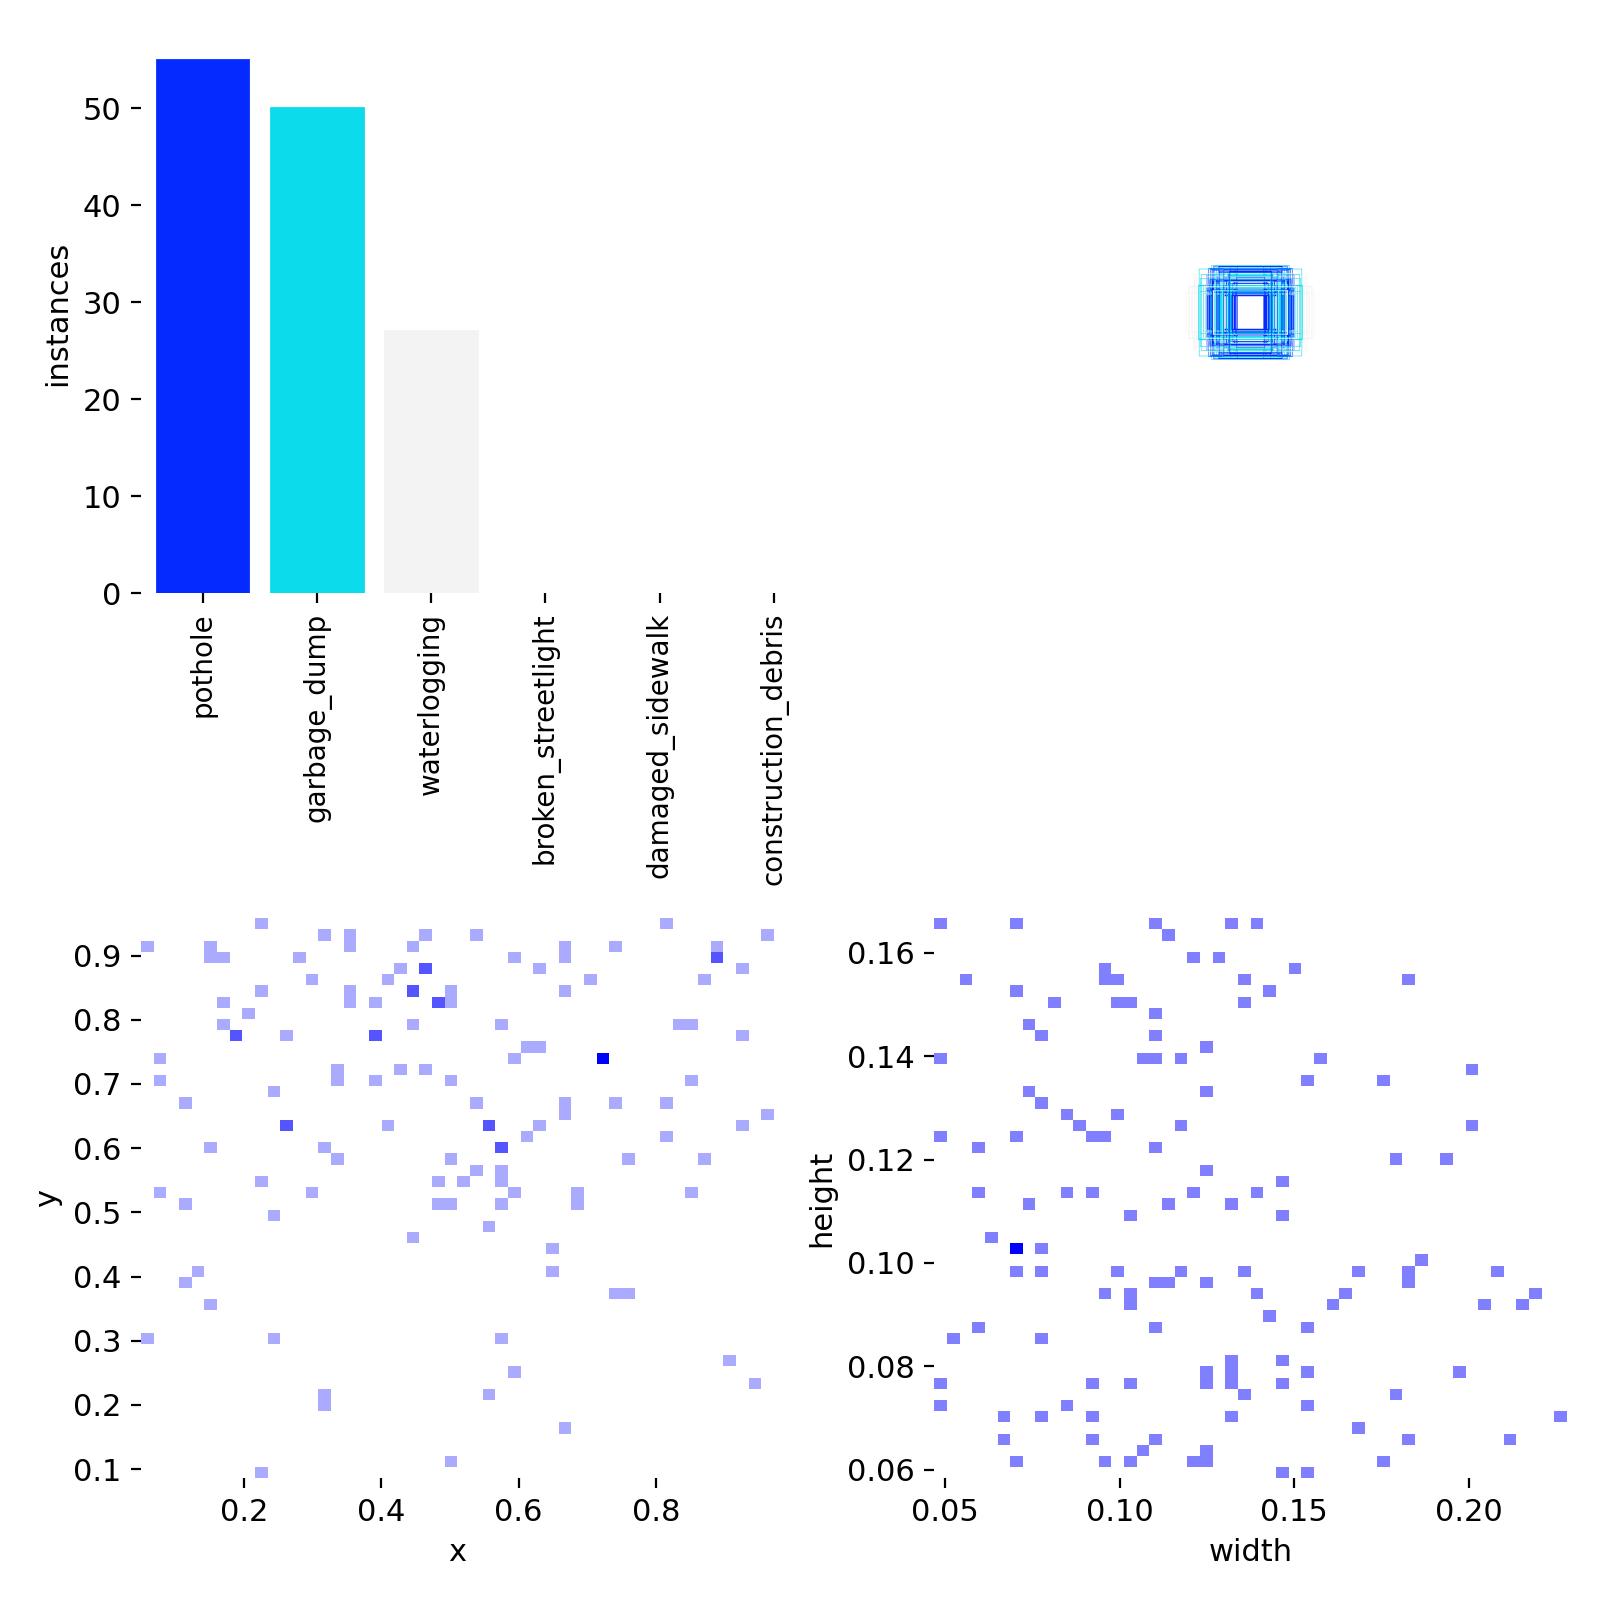 50
40
30
20
10
0
instances
pothole
garbage_dump
waterlogging
broken_streetlight
damaged_sidewalk
construction_debris
0.9
0.8
0.7
0.6
0.5
0.4
0.3
0.2
0.1
y
0.2 0.4 0.6 0.8
x
0.16
0.14
0.12
0.10
0.08
0.06
height
0.05 0.10 0.15 0.20
width